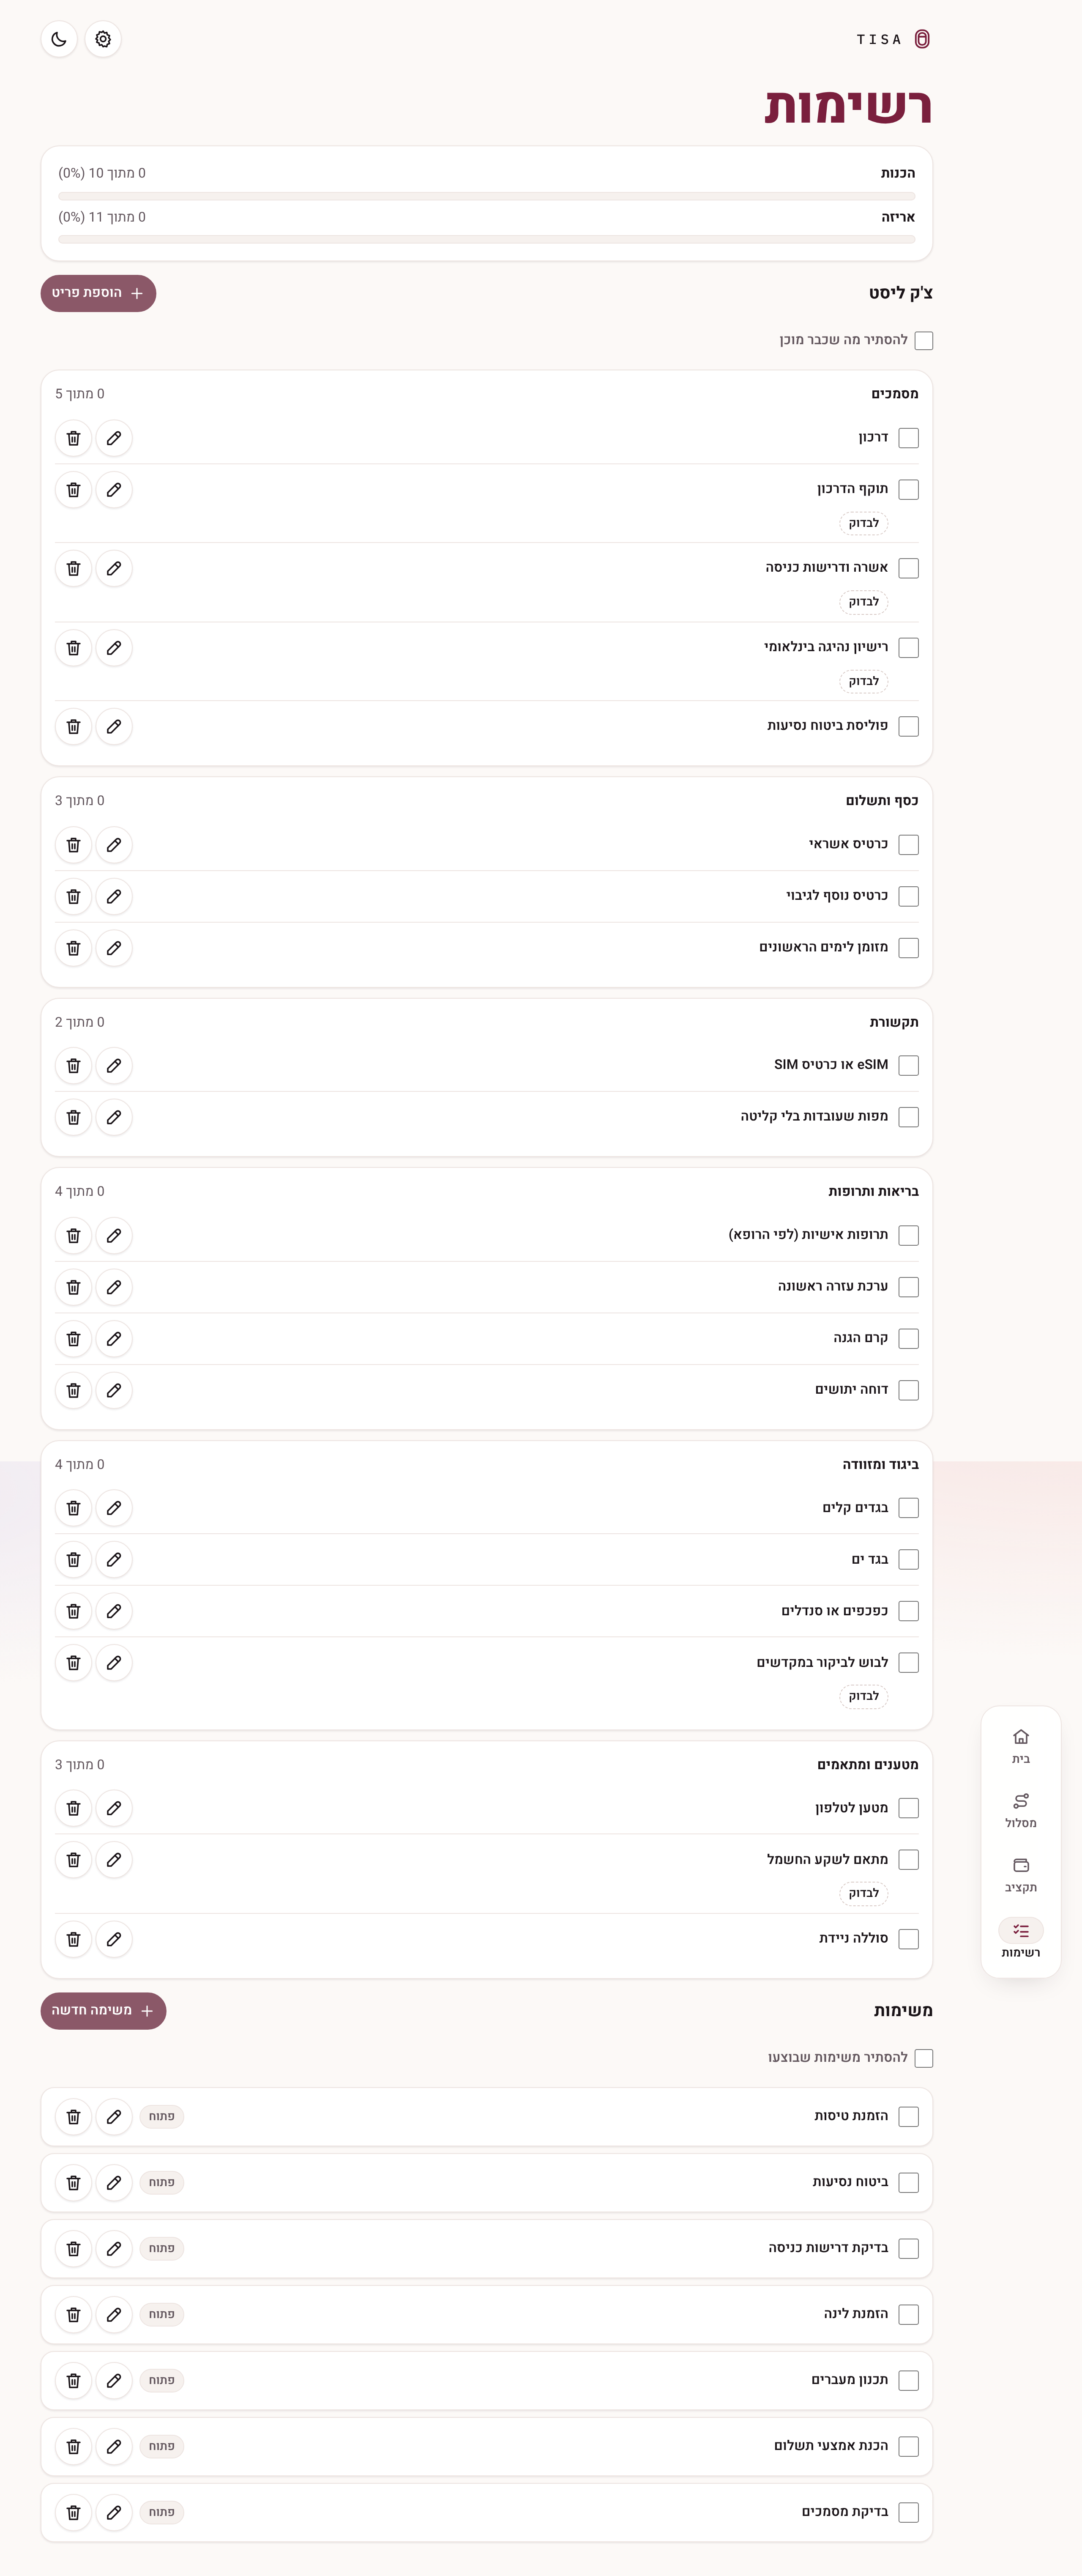 TISA
רשימות
הכנות
0 מתוך 10 (0%)
אריזה
0 מתוך 11 (0%)
צ'ק ליסט
הוספת פריט
להסתיר מה שכבר מוכן
מסמכים
0 מתוך 5
דרכון
תוקף הדרכון
לבדוק
אשרה ודרישות כניסה
לבדוק
רישיון נהיגה בינלאומי
לבדוק
פוליסת ביטוח נסיעות
כסף ותשלום
0 מתוך 3
כרטיס אשראי
כרטיס נוסף לגיבוי
מזומן לימים הראשונים
תקשורת
0 מתוך 2
eSIM או כרטיס SIM
מפות שעובדות בלי קליטה
בריאות ותרופות
0 מתוך 4
תרופות אישיות (לפי הרופא)
ערכת עזרה ראשונה
קרם הגנה
דוחה יתושים
ביגוד ומזוודה
0 מתוך 4
בגדים קלים
בגד ים
כפכפים או סנדלים
לבוש לביקור במקדשים
לבדוק
מטענים ומתאמים
0 מתוך 3
מטען לטלפון
מתאם לשקע החשמל
לבדוק
סוללה ניידת
בית
מסלול
תקציב
רשימות
משימות
משימה חדשה
להסתיר משימות שבוצעו
הזמנת טיסות
פתוח
ביטוח נסיעות
פתוח
בדיקת דרישות כניסה
פתוח
הזמנת לינה
פתוח
תכנון מעברים
פתוח
הכנת אמצעי תשלום
פתוח
בדיקת מסמכים
פתוח